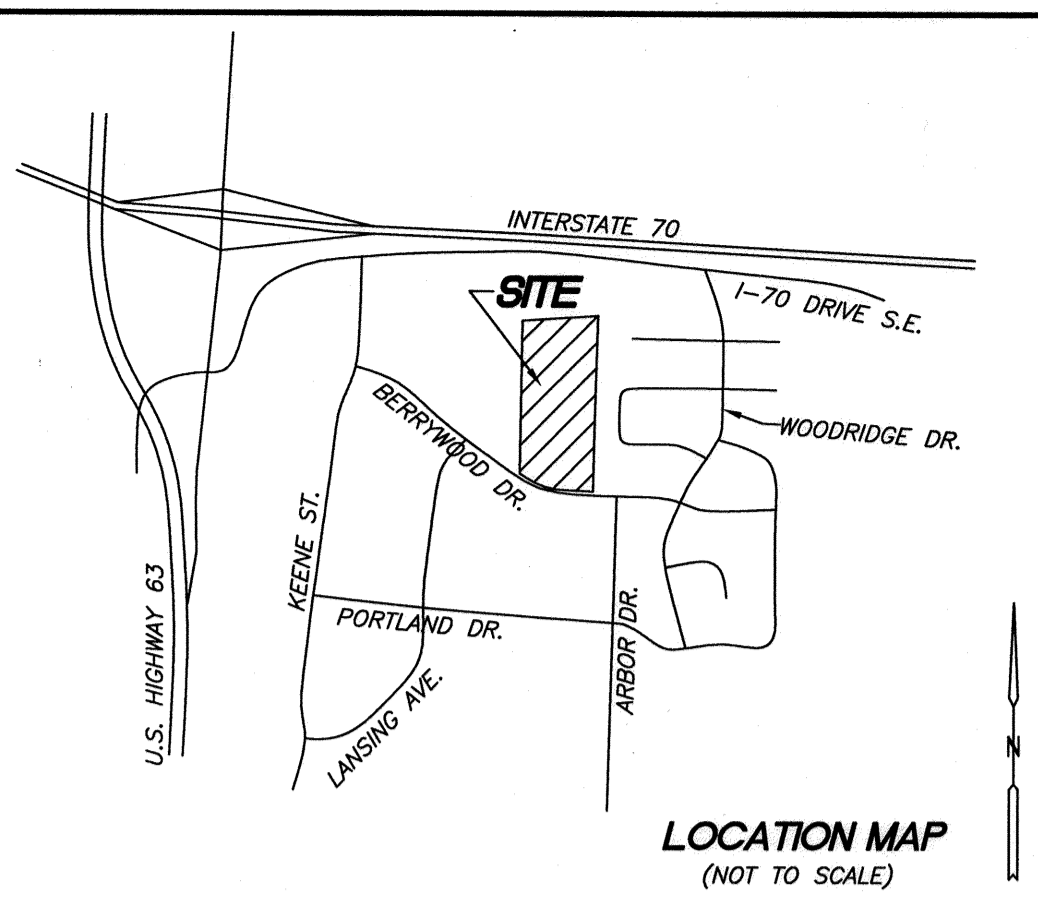 INTERSTATE 70
SITE
I-70 DRIVE S.E.
BERRYWOOD DR.
WOODRIDGE DR.
KEENE ST.
U.S. HIGHWAY 63
PORTLAND DR.
ARBOR DR.
LANSING AVE.
N
LOCATION MAP
(NOT TO SCALE)